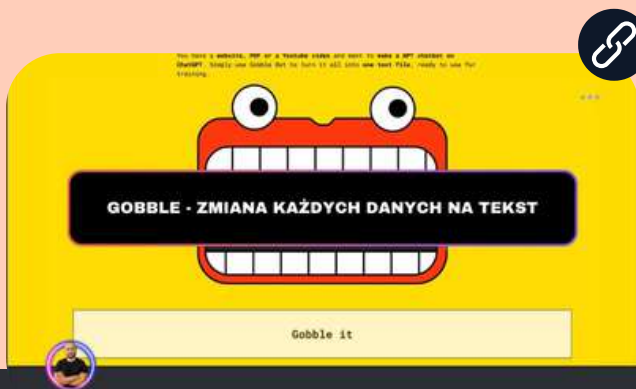 You have a website, PDF or a Youtube video and want to make a GPT chatbot on
ChatGPT. Simply use Gobble Bot to turn it all into one text file, ready to use for
training.
GOBBLE - ZMIANA KAŻDYCH DANYCH NA TEKST
Gobble it